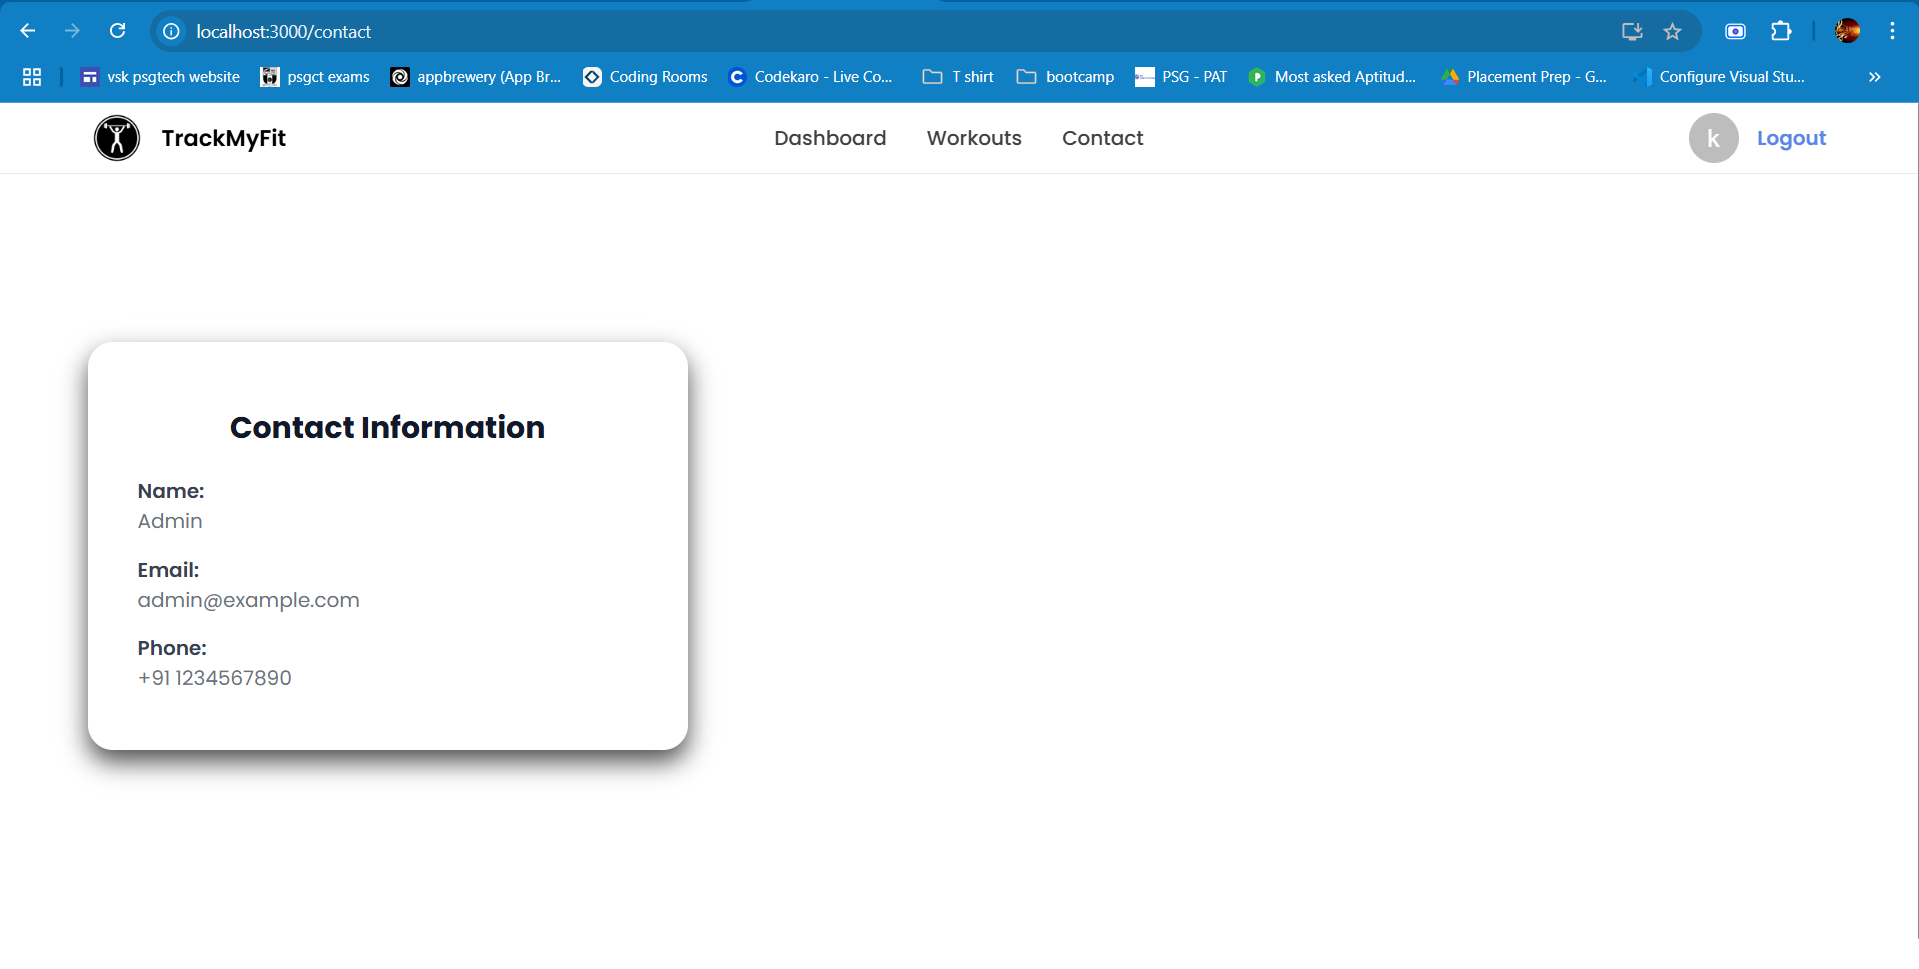 localhost:3000/contact
vsk psgtech website psgct exams appbrewery (App Br... Coding Rooms Codekaro - Live Co... T shirt bootcamp PSG - PAT Most asked Aptitud... Placement Prep - G... Configure Visual Stu...
TrackMyFit Dashboard Workouts Contact k Logout
Contact Information
Name:
Admin
Email:
admin@example.com
Phone:
+91 1234567890